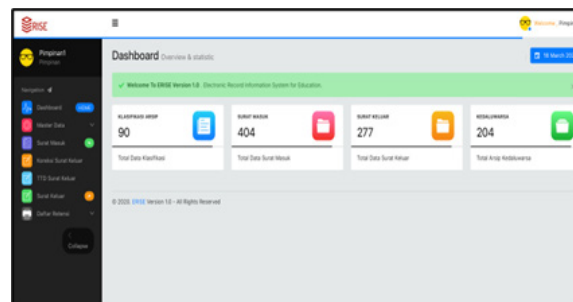 ERISE
Welcome, Pimp
Pimpinan1
Pimpinan
Dashboard Overview & statistic
19 March 20
Navigation
Dashboard HOME
Master Data
Surat Masuk
Koreksi Surat Keluar
TTD Surat Keluar
Surat Keluar
Daftar Retensi
Collapse
Welcome To ERISE Version 1.0 (Electronic Record Information System for Education.
KLASIFIKASI ARSIP
90
Total Data Klasifikasi
SURAT MASUK
404
Total Data Surat Masuk
SURAT KELUAR
277
Total Data Surat Keluar
KEDALUWARSA
204
Total Arsip Kedaluwarsa
© 2020. ERISE Version 1.0 - All Rights Reserved